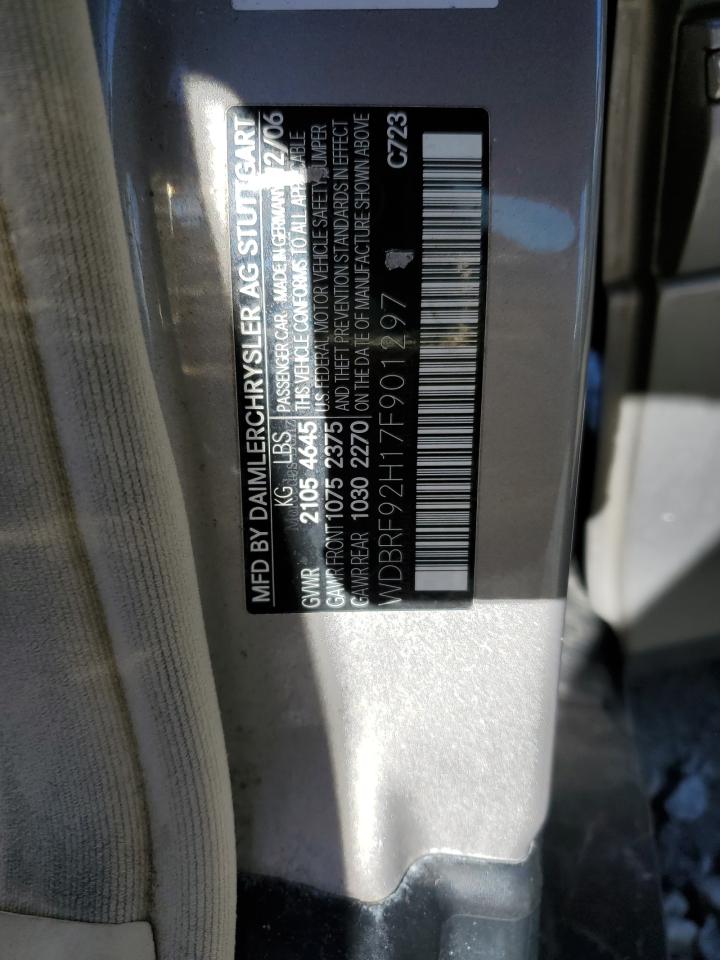 MFD BY DAIMLERCHRYSLER AG STUTTGART
KG LBS
GVWR 2105 4645
GAWR FRONT 1075 2375
GAWR REAR 1030 2270
PASSENGER CAR. MADE IN GERMANY 12/06
THIS VEHICLE CONFORMS TO ALL APPLICABLE
U.S. FEDERAL MOTOR VEHICLE SAFETY, BUMPER
AND THEFT PREVENTION STANDARDS IN EFFECT
ON THE DATE OF MANUFACTURE SHOWN ABOVE
WDBRF92H17F901297
C723